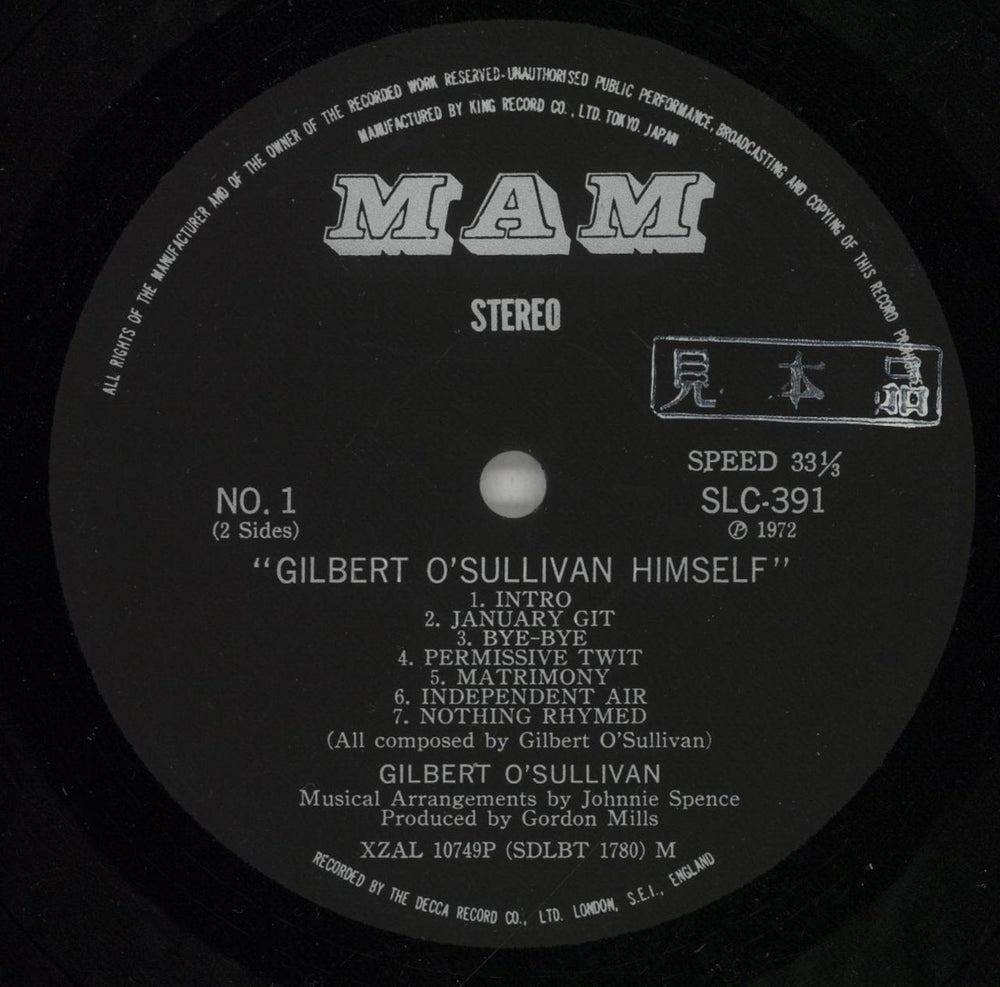 ALL RIGHTS OF THE MANUFACTURER AND OF THE OWNER OF THE RECORDED WORK RESERVED-UNAUTHORISED PUBLIC PERFORMANCE, BROADCASTING AND COPYING OF THIS RECORD
MANUFACTURED BY KING RECORD CO., LTD. TOKYO. JAPAN
MAM
STEREO
見本品
SPEED 33⅓
NO. 1
SLC-391
(2 Sides)
℗ 1972
"GILBERT O'SULLIVAN HIMSELF"
1. INTRO
2. JANUARY GIT
3. BYE-BYE
4. PERMISSIVE TWIT
5. MATRIMONY
6. INDEPENDENT AIR
7. NOTHING RHYMED
(All composed by Gilbert O'Sullivan)
GILBERT O'SULLIVAN
Musical Arrangements by Johnnie Spence
Produced by Gordon Mills
XZAL 10749P (SDLBT 1780) M
RECORDED BY THE DECCA RECORD CO., LTD. LONDON, S.E.I., ENGLAND